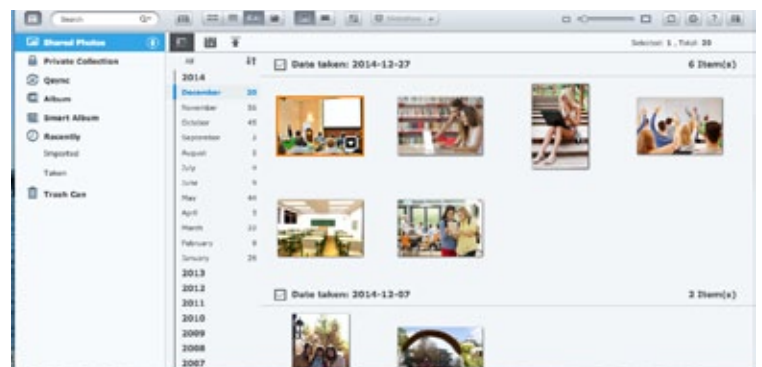 Search
Shared Photos
Private Collection
Qsync
Album
Smart Album
Recently
Imported
Taken
Trash Can
All
2014
December 20
November
October 45
September
August
July
June
May
April
March
February
January
2013
2012
2011
2010
2009
2008
2007
Selected: 1 , Total: 20
Date taken: 2014-12-27 6 Item(s)
Date taken: 2014-12-07 2 Item(s)